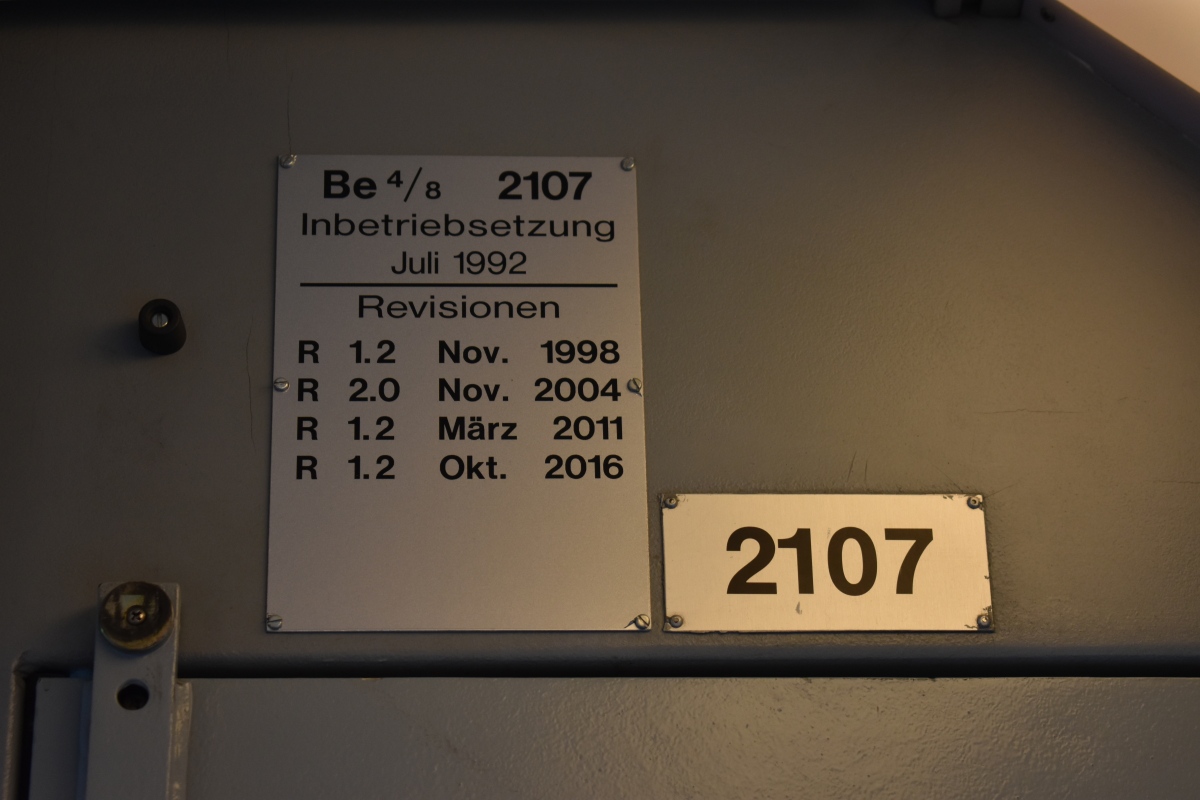 Be 4/8 2107
Inbetriebsetzung
Juli 1992
Revisionen
R 1.2 Nov. 1998
R 2.0 Nov. 2004
R 1.2 März 2011
R 1.2 Okt. 2016
2107